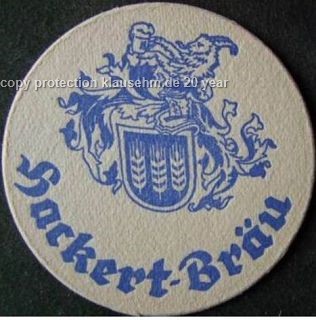 copy protection klausehm.de 20 year
Hackert-Bräu